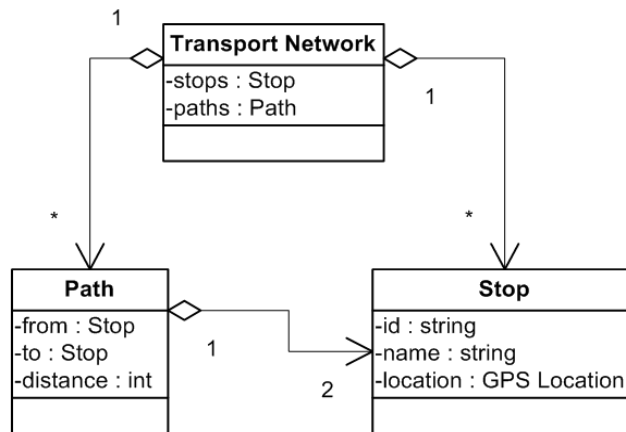 1
Transport Network
-stops : Stop
-paths : Path
1
*
*
Path
-from : Stop
-to : Stop
-distance : int
1
2
Stop
-id : string
-name : string
-location : GPS Location